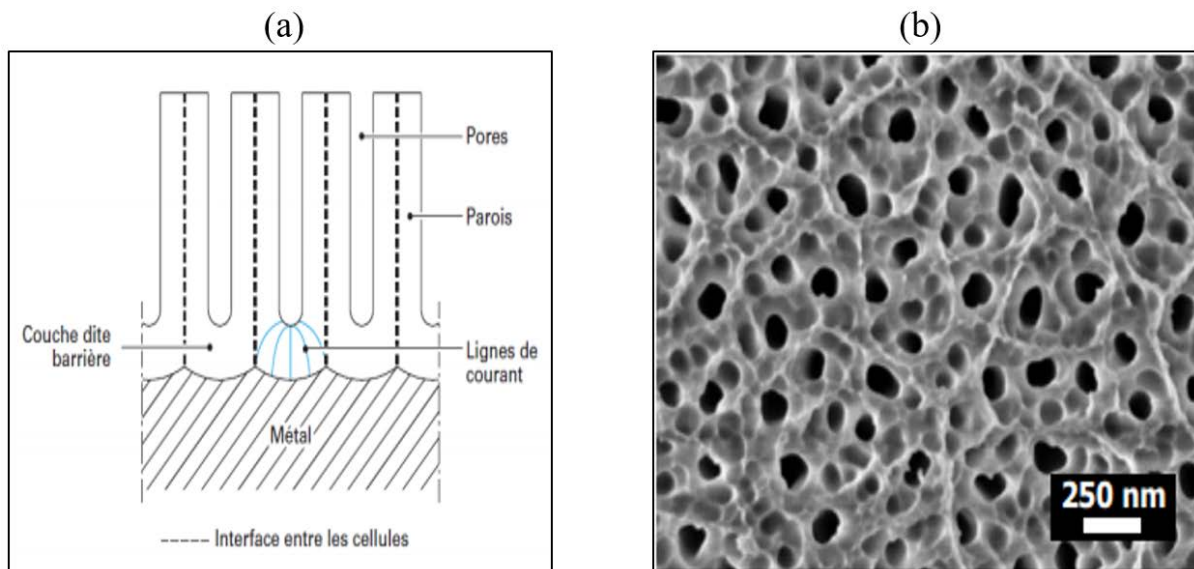 (a)
(b)
Pores
Parois
Couche dite
barrière
Lignes de
courant
Métal
Interface entre les cellules
250 nm